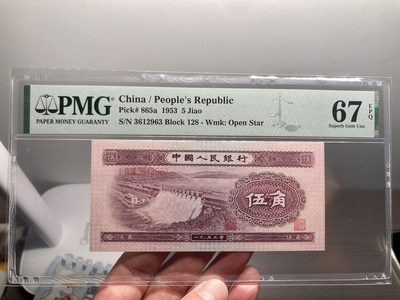 PMG
PAPER MONEY GUARANTY
China / People's Republic
Pick# 865a 1953 5 Jiao
S/N 3612963 Block 128 - Wmk: Open Star
67 EPQ
Superb Gem Unc
中國人民銀行
伍角
一九五三年